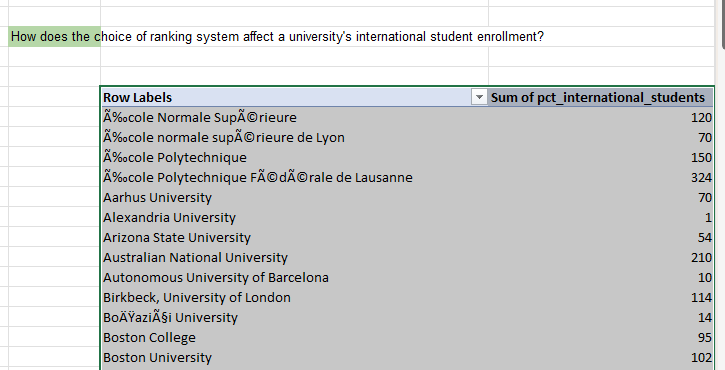 How does the choice of ranking system affect a university's international student enrollment?
Row Labels Sum of pct_international_students
Ã‰cole Normale SupÃ©rieure 120
Ã‰cole normale supÃ©rieure de Lyon 70
Ã‰cole Polytechnique 150
Ã‰cole Polytechnique FÃ©dÃ©rale de Lausanne 324
Aarhus University 70
Alexandria University 1
Arizona State University 54
Australian National University 210
Autonomous University of Barcelona 10
Birkbeck, University of London 114
BoÄŸaziÃ§i University 14
Boston College 95
Boston University 102